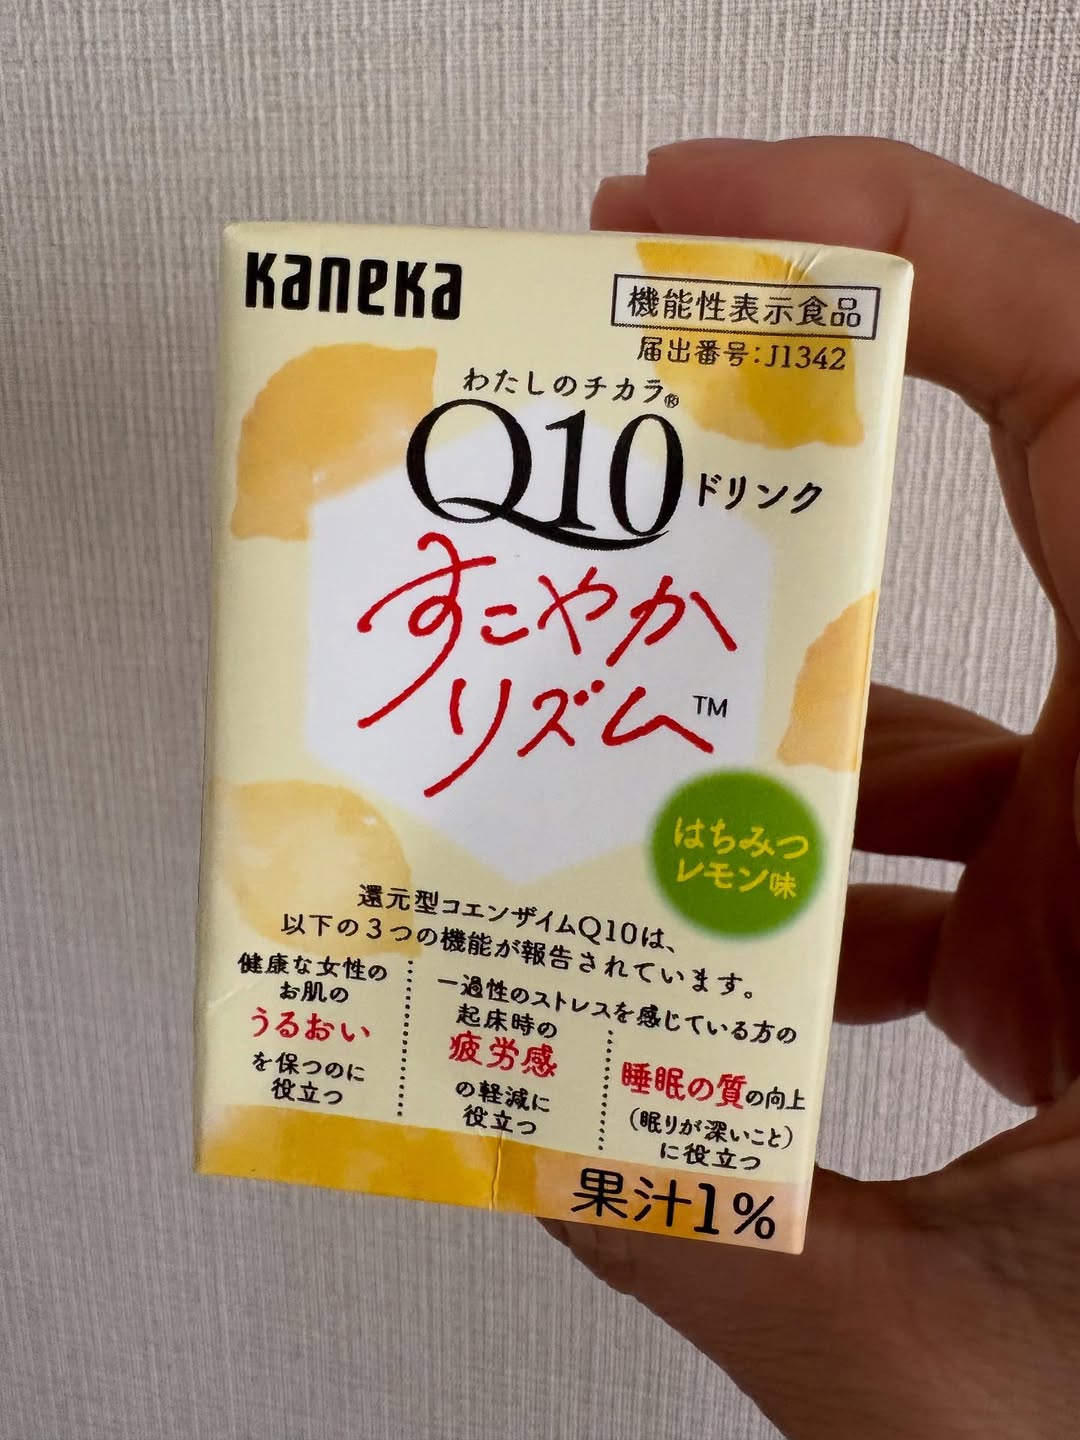 Kaneka
機能性表示食品
届出番号:J1342
わたしのチカラ®
Q10ドリンク
すこやか
リズム™
はちみつ
レモン味
還元型コエンザイムQ10は、
以下の3つの機能が報告されています。
健康な女性の
お肌の
うるおい
を保つのに
役立つ
一過性のストレスを感じている方の
起床時の
疲労感
の軽減に
役立つ
睡眠の質の向上
(眠りが深いこと)
に役立つ
果汁1%